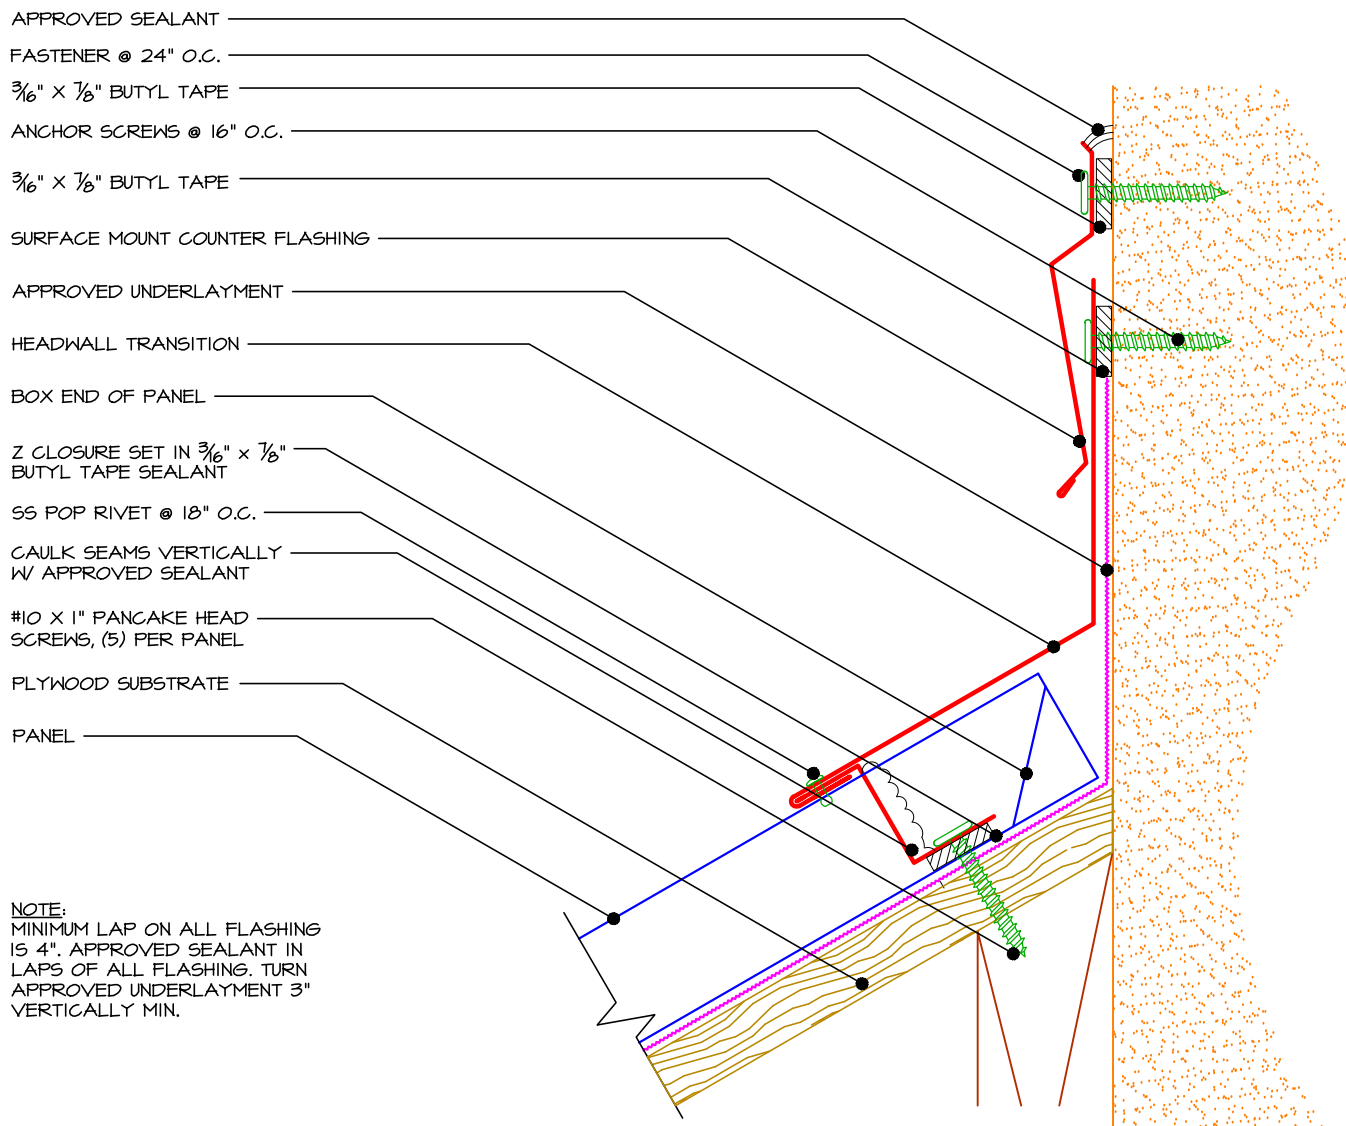 APPROVED SEALANT
FASTENER @ 24" O.C.
3/16" X 7/8" BUTYL TAPE
ANCHOR SCREWS @ 16" O.C.
3/16" X 7/8" BUTYL TAPE
SURFACE MOUNT COUNTER FLASHING
APPROVED UNDERLAYMENT
HEADWALL TRANSITION
BOX END OF PANEL
Z CLOSURE SET IN 3/16" x 7/8"
BUTYL TAPE SEALANT
SS POP RIVET @ 18" O.C.
CAULK SEAMS VERTICALLY
W/ APPROVED SEALANT
#10 X 1" PANCAKE HEAD
SCREWS, (5) PER PANEL
PLYWOOD SUBSTRATE
PANEL
NOTE:
MINIMUM LAP ON ALL FLASHING
IS 4". APPROVED SEALANT IN
LAPS OF ALL FLASHING. TURN
APPROVED UNDERLAYMENT 3"
VERTICALLY MIN.